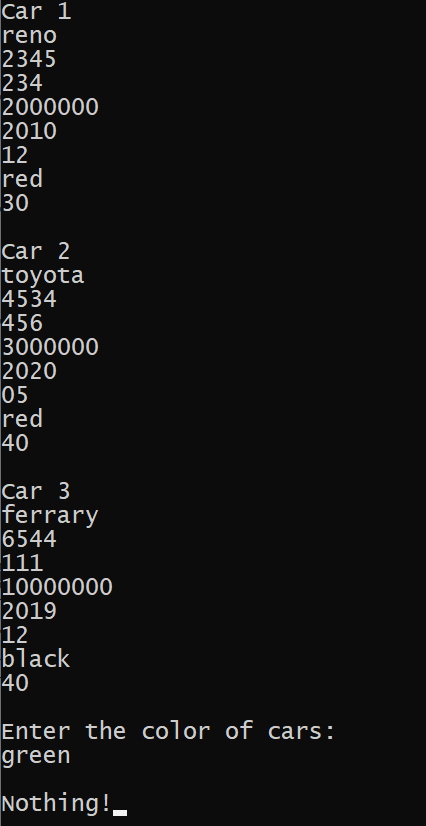 Car 1
reno
2345
234
2000000
2010
12
red
30
Car 2
toyota
4534
456
3000000
2020
05
red
40
Car 3
ferrary
6544
111
10000000
2019
12
black
40
Enter the color of cars:
green
Nothing!